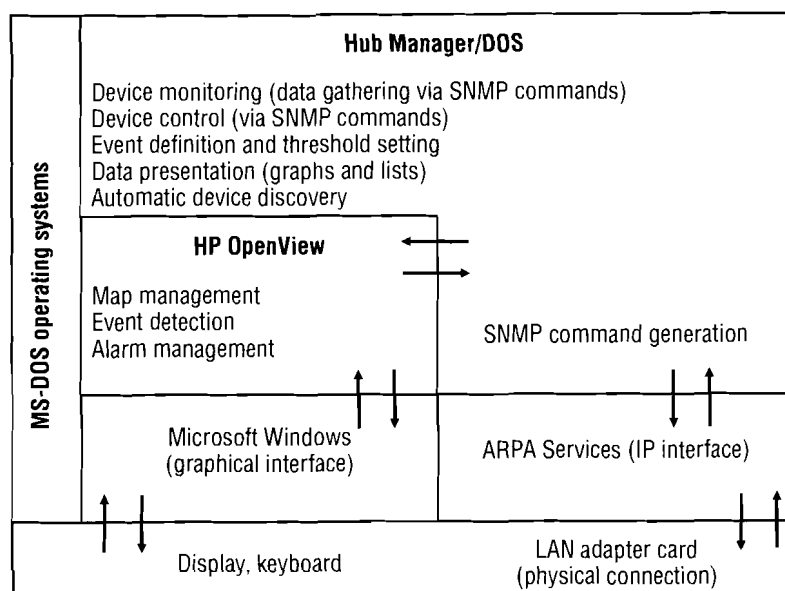 Hub Manager/DOS
Device monitoring (data gathering via SNMP commands)
Device control (via SNMP commands)
Event definition and threshold setting
Data presentation (graphs and lists)
Automatic device discovery
MS-DOS operating systems
HP OpenView
Map management
Event detection
Alarm management
SNMP command generation
Microsoft Windows
(graphical interface)
ARPA Services (IP interface)
Display, keyboard
LAN adapter card
(physical connection)